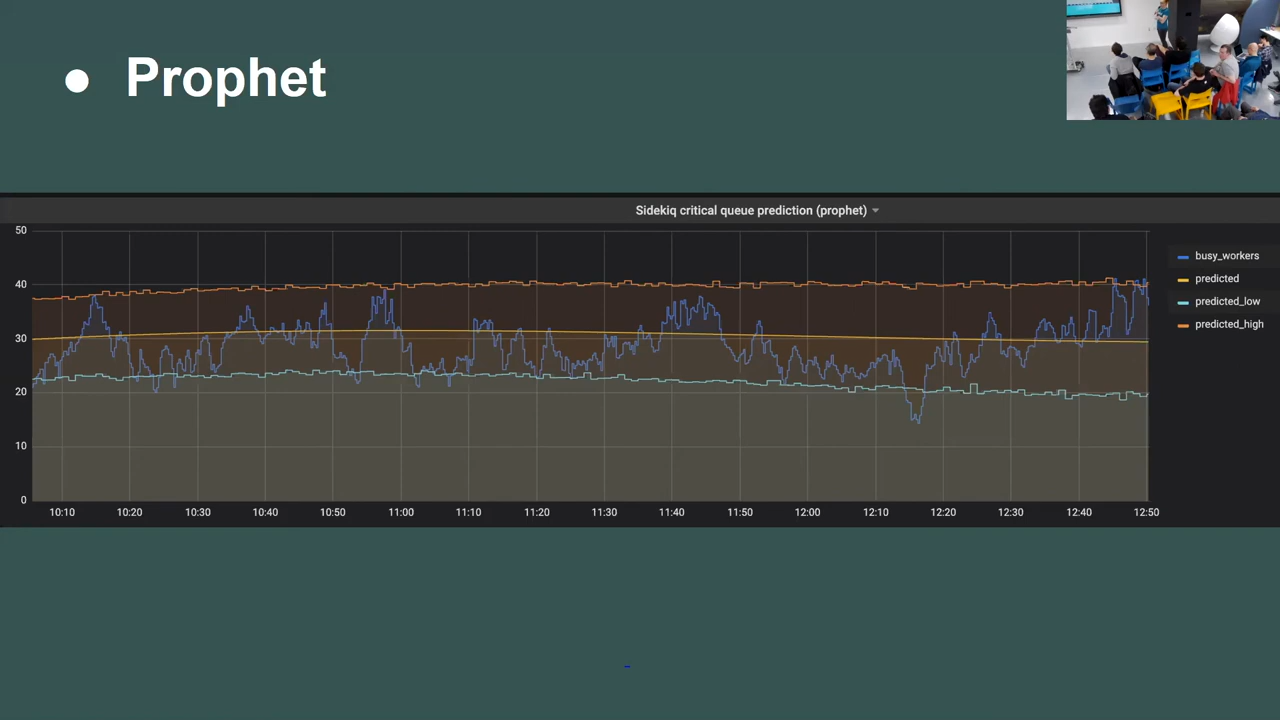 ● Prophet
Sidekiq critical queue prediction (prophet)
50
40
30
20
10
0
10:10 10:20 10:30 10:40 10:50 11:00 11:10 11:20 11:30 11:40 11:50 12:00 12:10 12:20 12:30 12:40 12:50
busy_workers
predicted
predicted_low
predicted_high